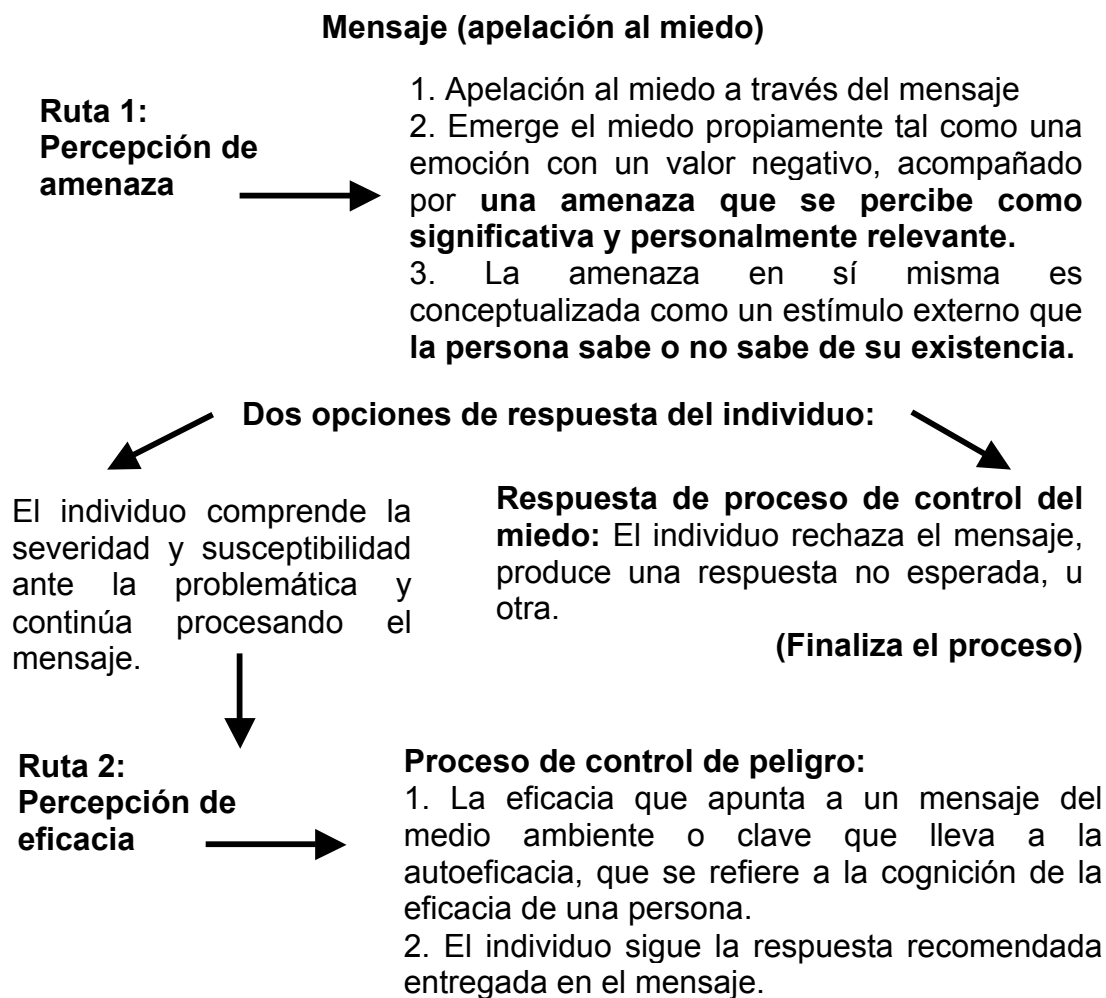 Mensaje (apelación al miedo)
Ruta 1:
Percepción de
amenaza
1. Apelación al miedo a través del mensaje
2. Emerge el miedo propiamente tal como una
emoción con un valor negativo, acompañado
por una amenaza que se percibe como
significativa y personalmente relevante.
3. La amenaza en sí misma es
conceptualizada como un estímulo externo que
la persona sabe o no sabe de su existencia.
Dos opciones de respuesta del individuo:
El individuo comprende la
severidad y susceptibilidad
ante la problemática y
continúa procesando el
mensaje.
Respuesta de proceso de control del
miedo: El individuo rechaza el mensaje,
produce una respuesta no esperada, u
otra.
(Finaliza el proceso)
Ruta 2:
Percepción de
eficacia
Proceso de control de peligro:
1. La eficacia que apunta a un mensaje del
medio ambiente o clave que lleva a la
autoeficacia, que se refiere a la cognición de la
eficacia de una persona.
2. El individuo sigue la respuesta recomendada
entregada en el mensaje.